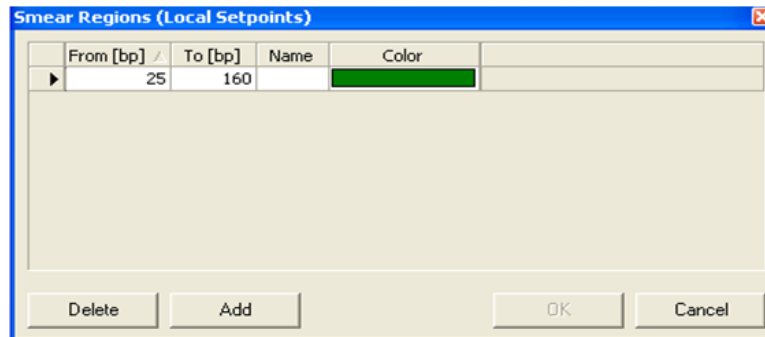 Smear Regions (Local Setpoints)
From [bp] To [bp] Name Color
25 160
Delete Add OK Cancel